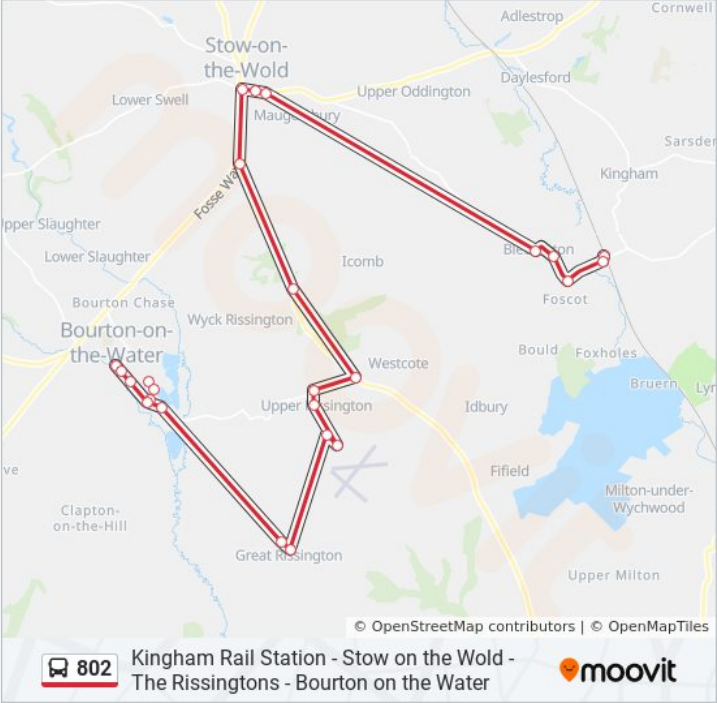 Cornwell
Adlestrop
Stow-on-
the-Wold
Daylesford
Upper Oddington
Lower Swell
Sarsden
Kingham
Fosse
Upper Slaughter
Lower Slaughter
Icomb
Bourton Chase
Foscot
Wyck Rissington
Bourton-on-
the-Water
Bould
Foxholes
Westcote
Bruern
Upper
Idbury
Fifield
Milton-under-
Wychwood
Clapton-
on-the-Hill
Great Rissington
Upper Milton
© OpenStreetMap contributors | © OpenMapTiles
802
Kingham Rail Station - Stow on the Wold -
The Rissingtons - Bourton on the Water
moovit